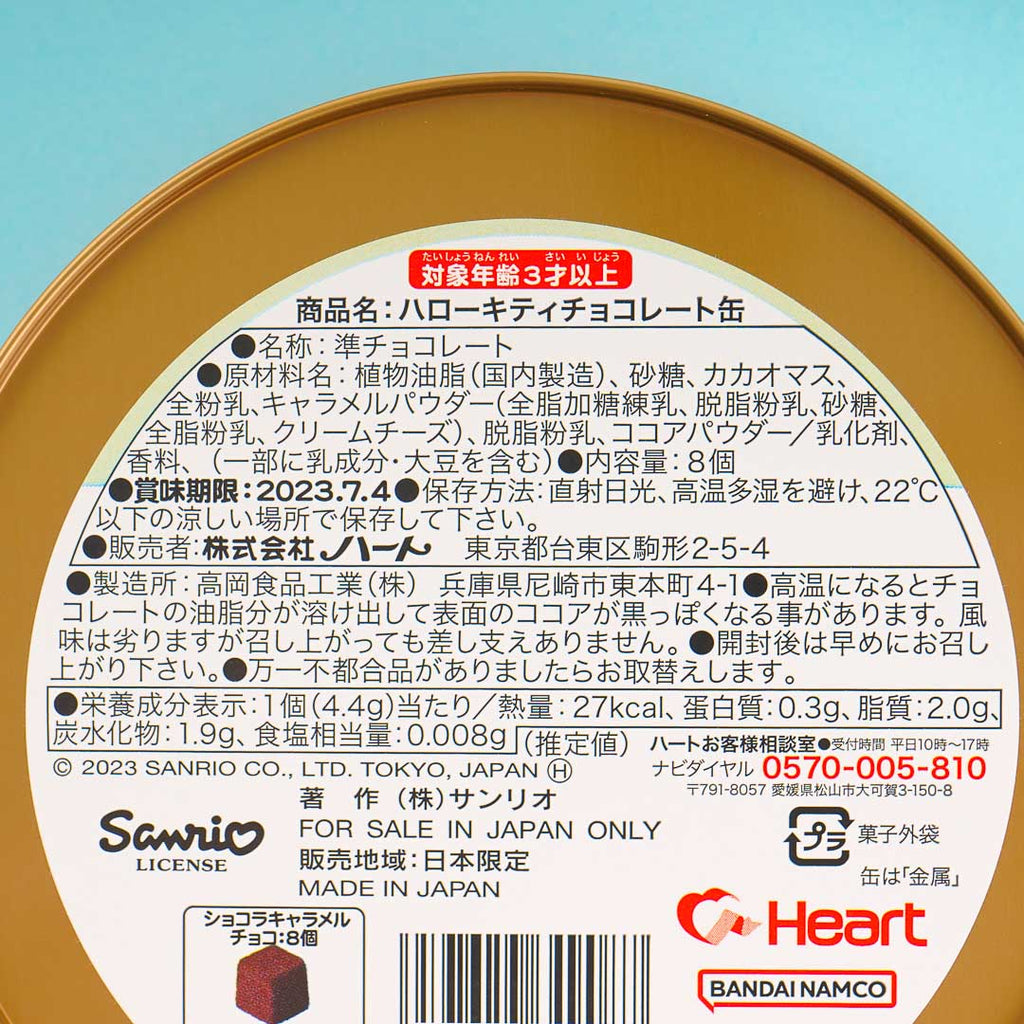 たいしょうねんれい さいいじょう
対象年齢3才以上
商品名：ハローキティチョコレート缶
●名称：準チョコレート
●原材料名：植物油脂（国内製造）、砂糖、カカオマス、
全粉乳、キャラメルパウダー（全脂加糖練乳、脱脂粉乳、砂糖、
全脂粉乳、クリームチーズ）、脱脂粉乳、ココアパウダー／乳化剤、
香料、（一部に乳成分・大豆を含む）●内容量：8個
●賞味期限：2023.7.4●保存方法：直射日光、高温多湿を避け、22℃
以下の涼しい場所で保存して下さい。
●販売者：株式会社ハート 東京都台東区駒形2-5-4
●製造所：高岡食品工業（株） 兵庫県尼崎市東本町4-1●高温になるとチョ
コレートの油脂分が溶け出して表面のココアが黒っぽくなる事があります。風
味は劣りますが召し上がっても差し支えありません。●開封後は早めにお召し
上がり下さい。●万一不都合品がありましたらお取替えします。
●栄養成分表示：1個（4.4g）当たり／熱量：27kcal、蛋白質：0.3g、脂質：2.0g、
炭水化物：1.9g、食塩相当量：0.008g （推定値）
ハートお客様相談室●受付時間 平日10時〜17時
ナビダイヤル 0570-005-810
〒791-8057 愛媛県松山市大可賀3-150-8
© 2023 SANRIO CO., LTD. TOKYO, JAPAN Ⓗ
著作（株）サンリオ
Sanrio
LICENSE
FOR SALE IN JAPAN ONLY
販売地域：日本限定
MADE IN JAPAN
プラ 菓子外袋
缶は「金属」
ショコラキャラメル
チョコ：8個
Heart
BANDAI NAMCO